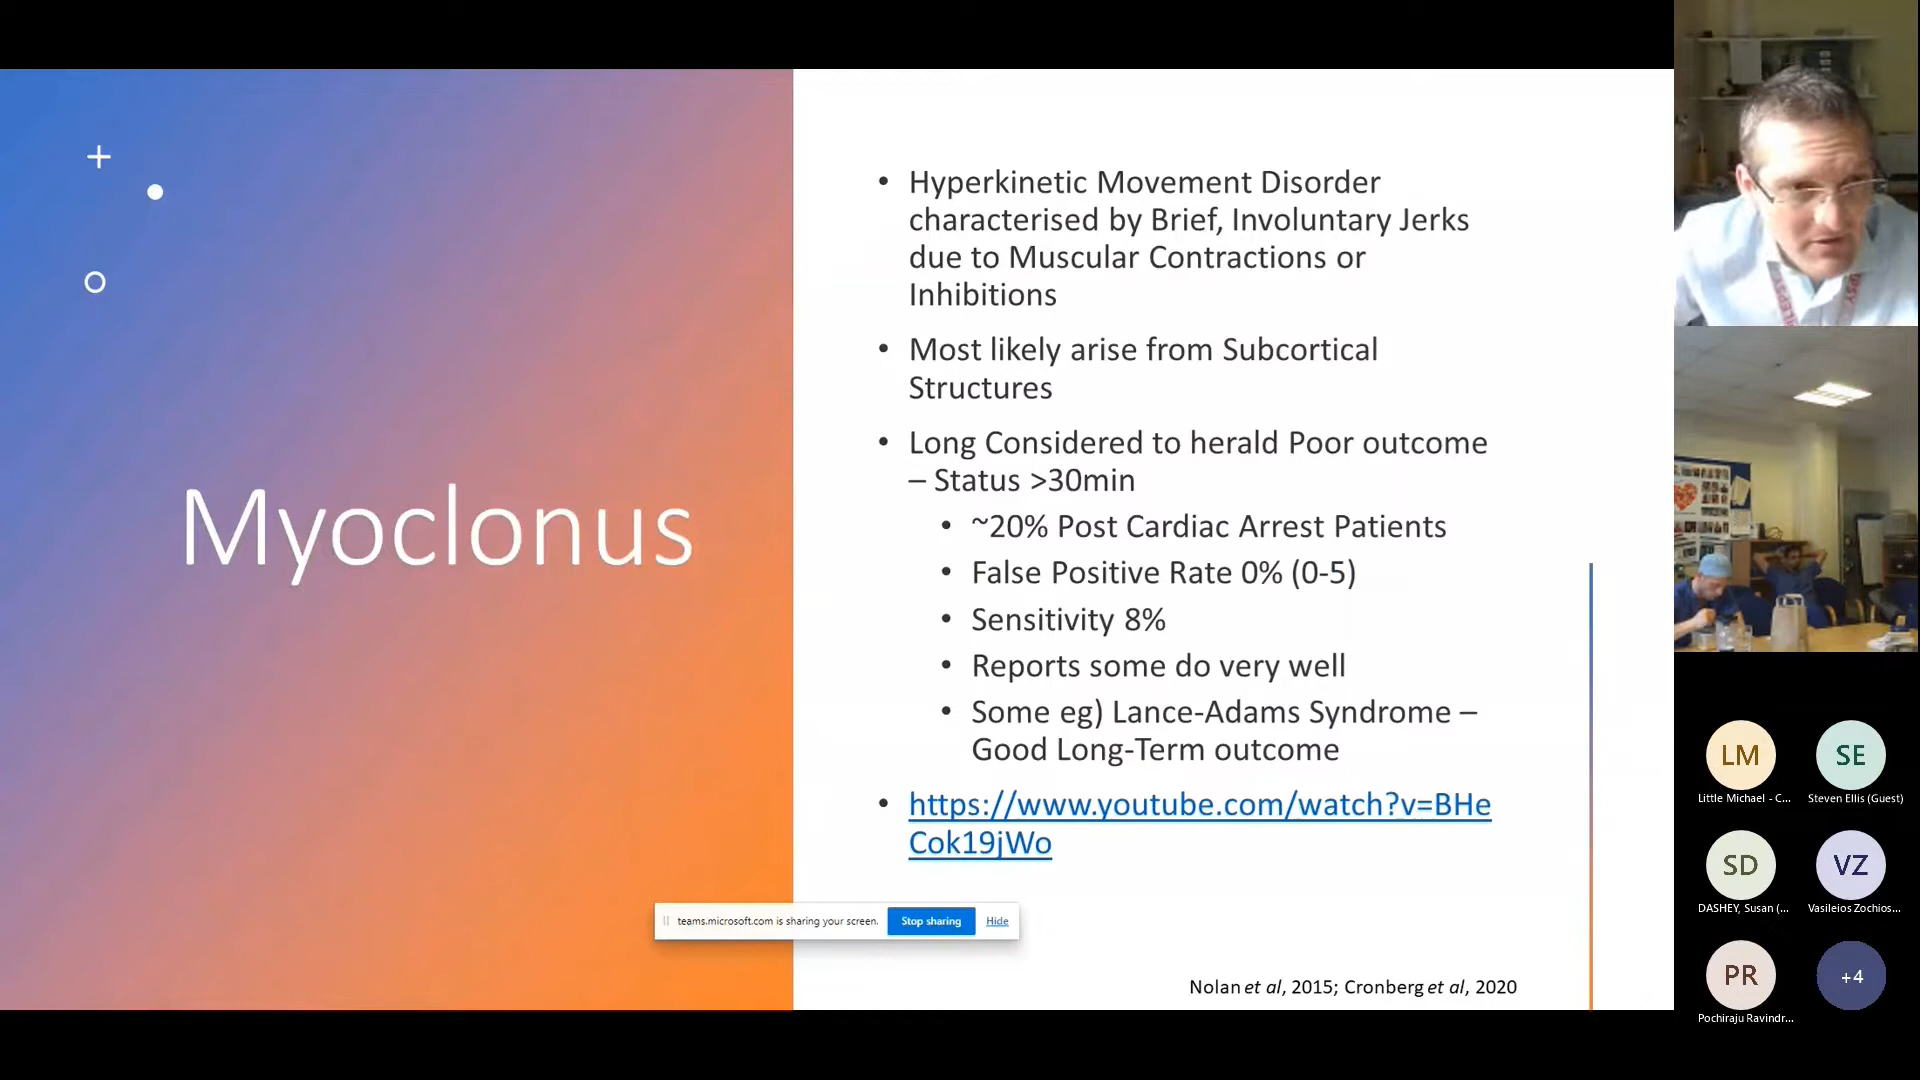 Myoclonus
• Hyperkinetic Movement Disorder
characterised by Brief, Involuntary Jerks
due to Muscular Contractions or
Inhibitions
• Most likely arise from Subcortical
Structures
• Long Considered to herald Poor outcome
– Status >30min
• ~20% Post Cardiac Arrest Patients
• False Positive Rate 0% (0-5)
• Sensitivity 8%
• Reports some do very well
• Some eg) Lance-Adams Syndrome –
Good Long-Term outcome
• https://www.youtube.com/watch?v=BHe
Cok19jWo
teams.microsoft.com is sharing your screen.
Stop sharing
Hide
Nolan et al, 2015; Cronberg et al, 2020
LM
Little Michael - C...
SE
Steven Ellis (Guest)
SD
DASHEY, Susan (...
VZ
Vasileios Zochios...
PR
Pochiraju Ravindr...
+4